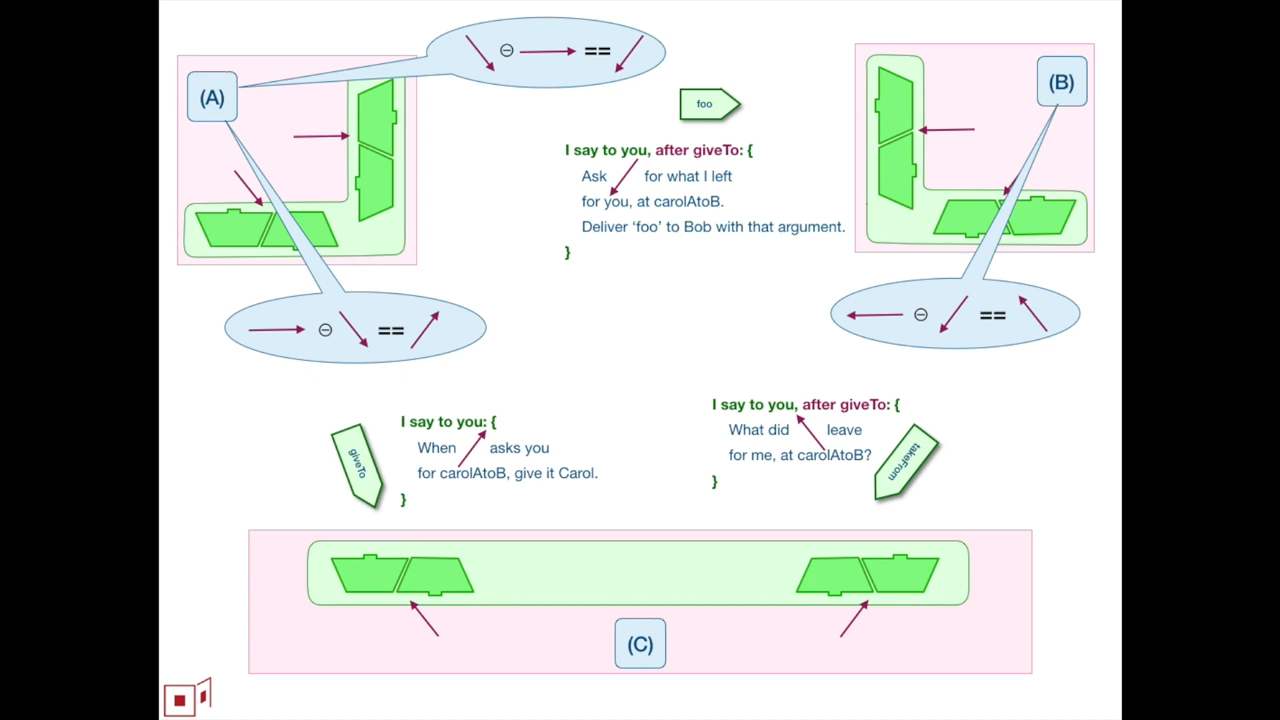 (A)
⊖ ==
(B)
foo
I say to you, after giveTo: {
Ask for what I left
for you, at carolAtoB.
Deliver ‘foo’ to Bob with that argument.
}
⊖ ==
⊖ ==
giveTo
I say to you: {
When asks you
for carolAtoB, give it Carol.
}
I say to you, after giveTo: {
What did leave
for me, at carolAtoB?
}
takeFrom
(C)